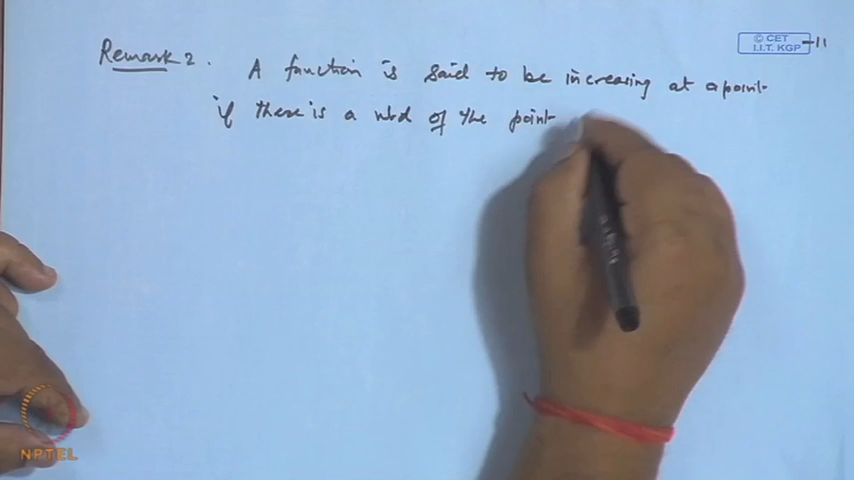 © CET
I.I.T. KGP
11
Remark 2. A function is said to be increasing at a point
if there is a nbd of the point
NPTEL